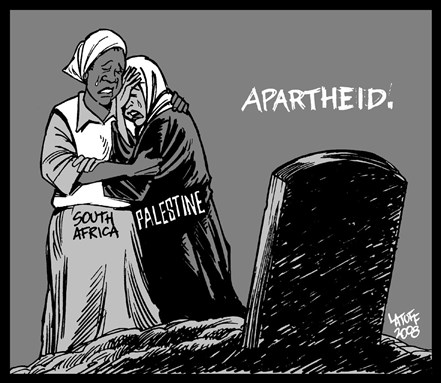 APARTHEID.
SOUTH
AFRICA
PALESTINE
LATUFF
2008